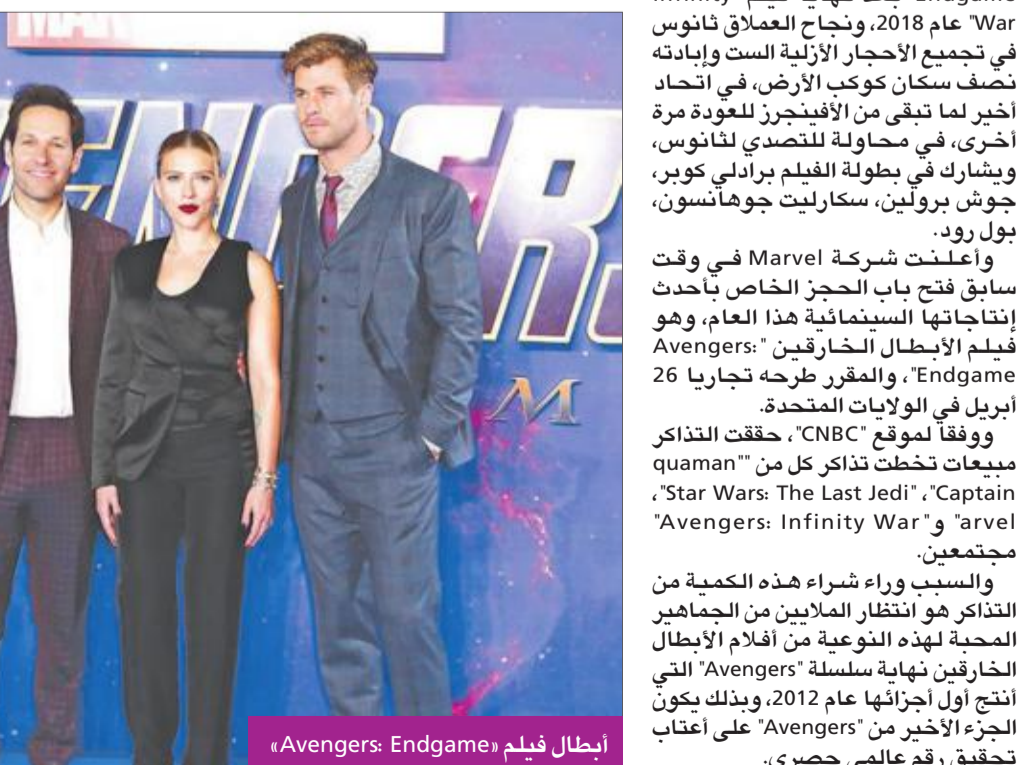 War" عام 2018، ونجاح العملاق ثانوس
في تجميع الأحجار الأزلية الست وإبادته
نصف سكان كوكب الأرض، في اتحاد
أخير لما تبقى من الأفينجرز للعودة مرة
أخرى، في محاولة للتصدي لثانوس،
ويشارك في بطولة الفيلم برادلي كوبر،
جوش برولين، سكارليت جوهانسون،
بول رود.
وأعلنت شركة Marvel في وقت
سابق فتح باب الحجز الخاص بأحدث
إنتاجاتها السينمائية هذا العام، وهو
فيلم الأبطال الخارقين "Avengers:
Endgame"، والمقرر طرحه تجاريا 26
أبريل في الولايات المتحدة.
ووفقا لموقع "CNBC"، حققت التذاكر
مبيعات تخطت تذاكر كل من ""quaman
"Star Wars: The Last Jedi"، "Captain،
arvel" و"Avengers: Infinity War"
مجتمعين.
والسبب وراء شراء هذه الكمية من
التذاكر هو انتظار الملايين من الجماهير
المحبة لهذه النوعية من أفلام الأبطال
الخارقين نهاية سلسلة "Avengers" التي
أنتج أول أجزائها عام 2012، وبذلك يكون
الجزء الأخير من "Avengers" على أعتاب
تحقيق رقم عالمي حصري.
أبطال فيلم «Avengers: Endgame»